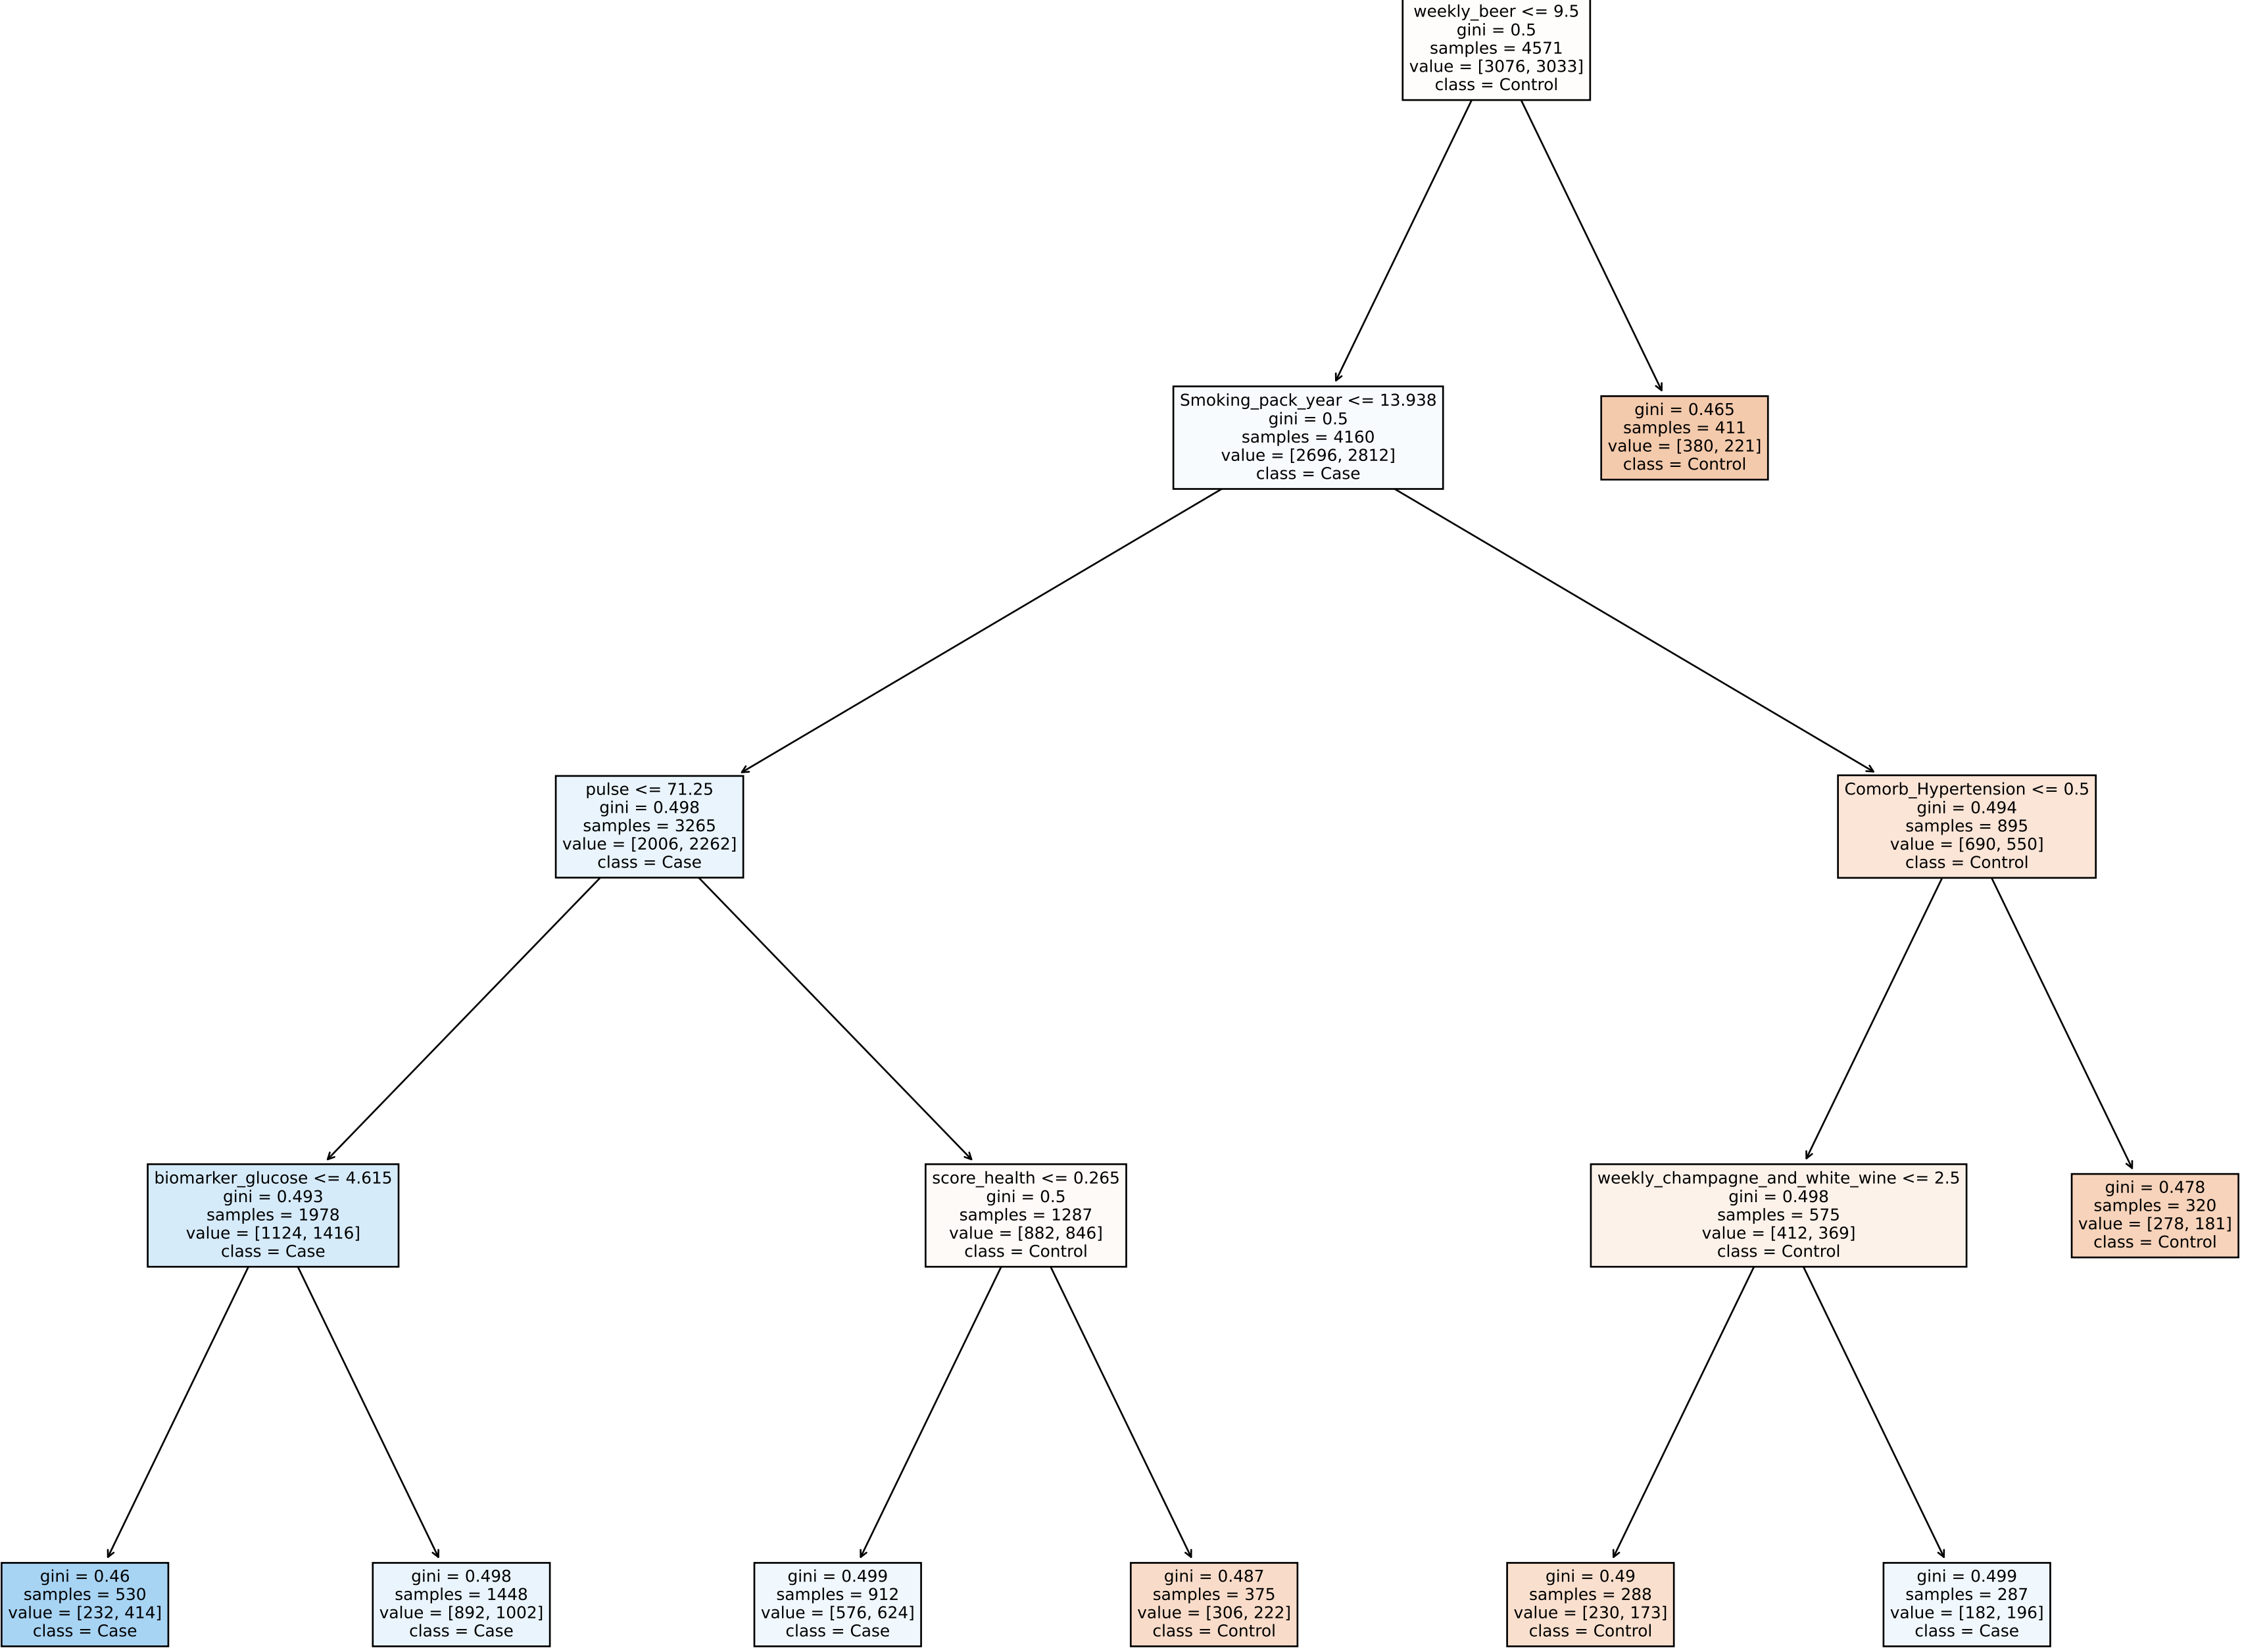 weekly_beer <= 9.5
gini = 0.5
samples = 4571
value = [3076, 3033]
class = Control
Smoking_pack_year <= 13.938
gini = 0.5
samples = 4160
value = [2696, 2812]
class = Case
gini = 0.465
samples = 411
value = [380, 221]
class = Control
pulse <= 71.25
gini = 0.498
samples = 3265
value = [2006, 2262]
class = Case
Comorb_Hypertension <= 0.5
gini = 0.494
samples = 895
value = [690, 550]
class = Control
biomarker_glucose <= 4.615
gini = 0.493
samples = 1978
value = [1124, 1416]
class = Case
score_health <= 0.265
gini = 0.5
samples = 1287
value = [882, 846]
class = Control
weekly_champagne_and_white_wine <= 2.5
gini = 0.498
samples = 575
value = [412, 369]
class = Control
gini = 0.478
samples = 320
value = [278, 181]
class = Control
gini = 0.46
samples = 530
value = [232, 414]
class = Case
gini = 0.498
samples = 1448
value = [892, 1002]
class = Case
gini = 0.499
samples = 912
value = [576, 624]
class = Case
gini = 0.487
samples = 375
value = [306, 222]
class = Control
gini = 0.49
samples = 288
value = [230, 173]
class = Control
gini = 0.499
samples = 287
value = [182, 196]
class = Case